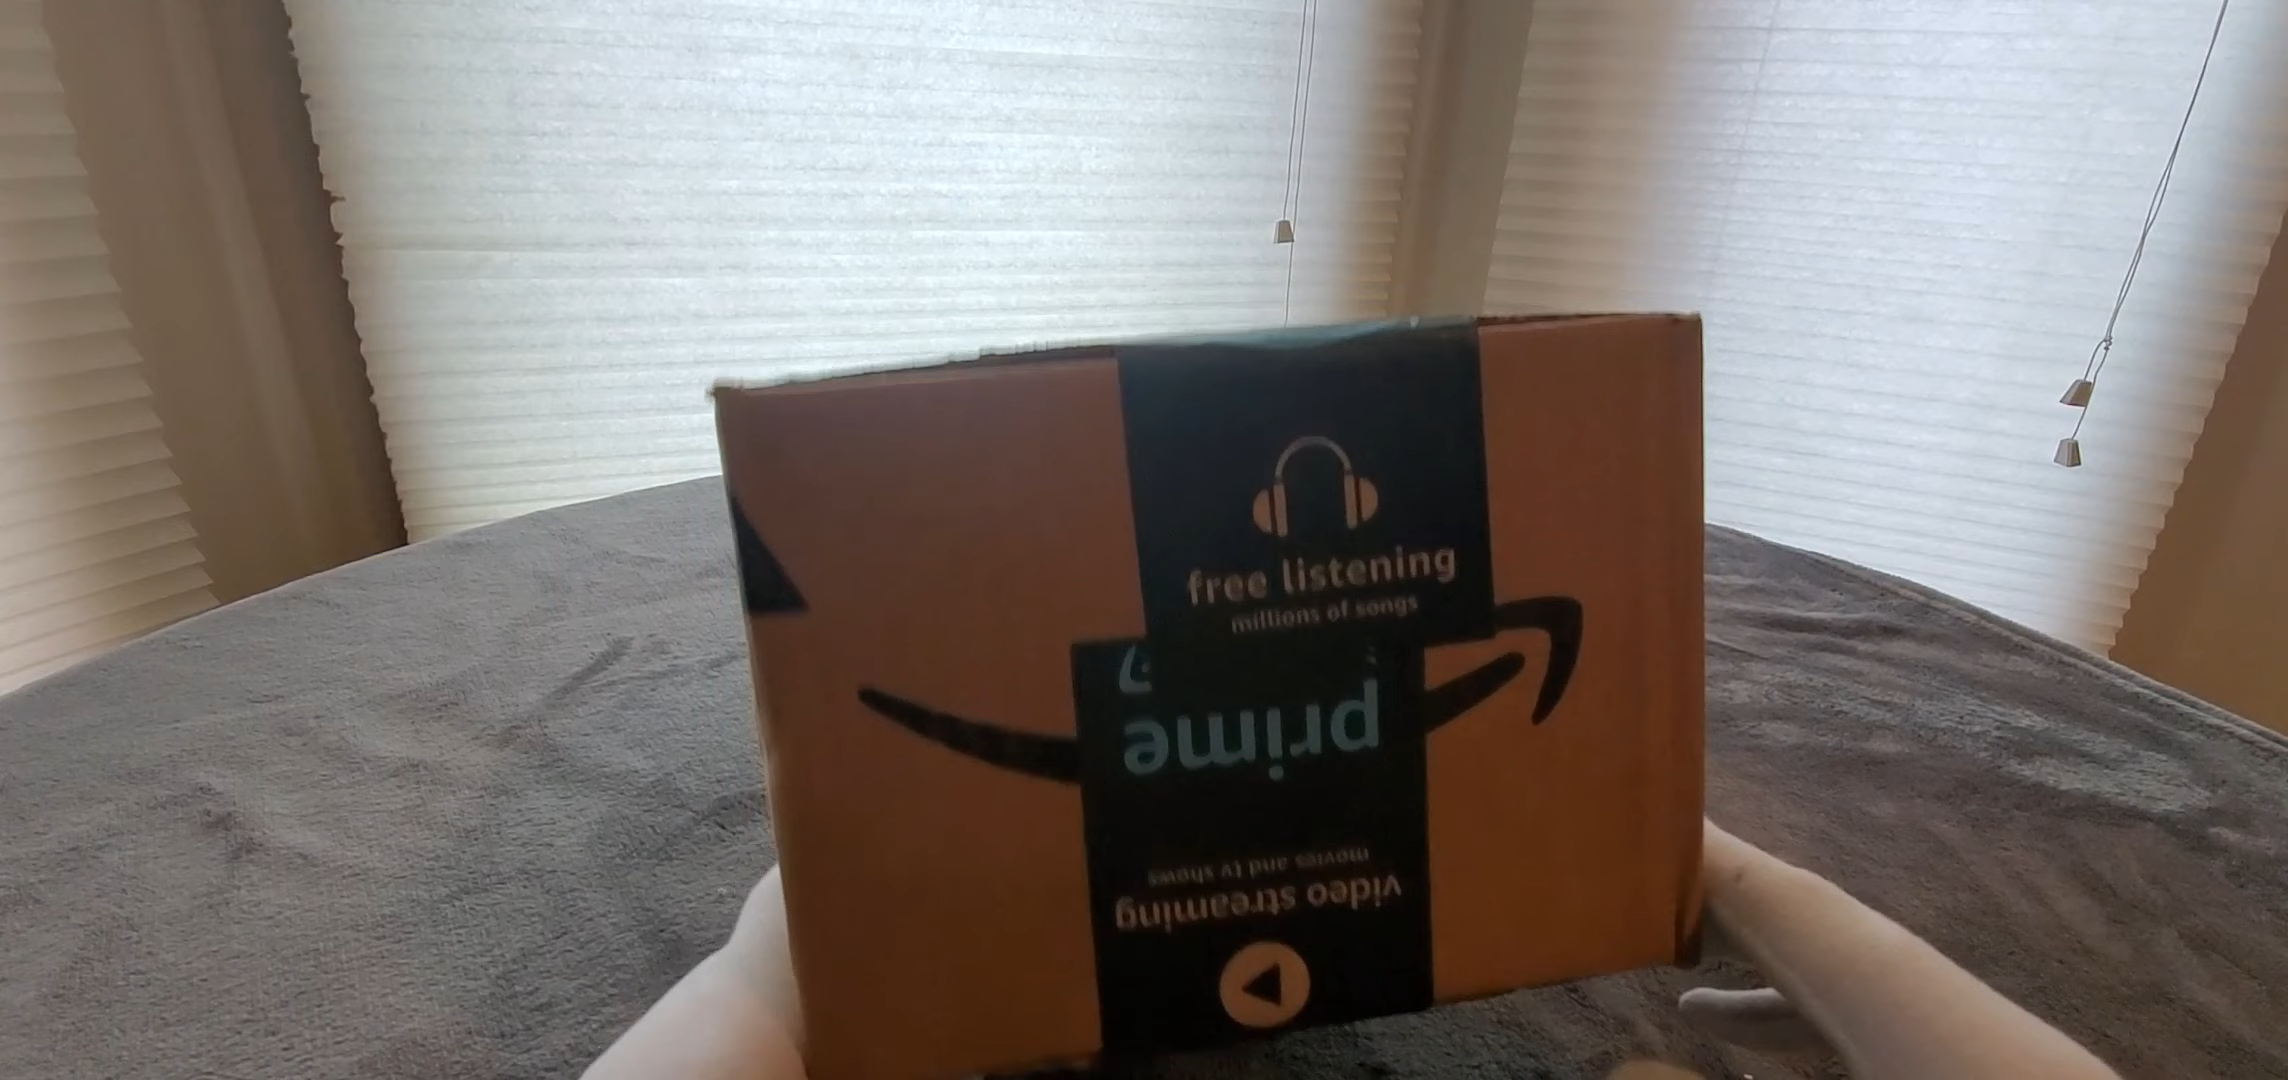 free listening
millions of songs
prime
movies and tv shows
video streaming